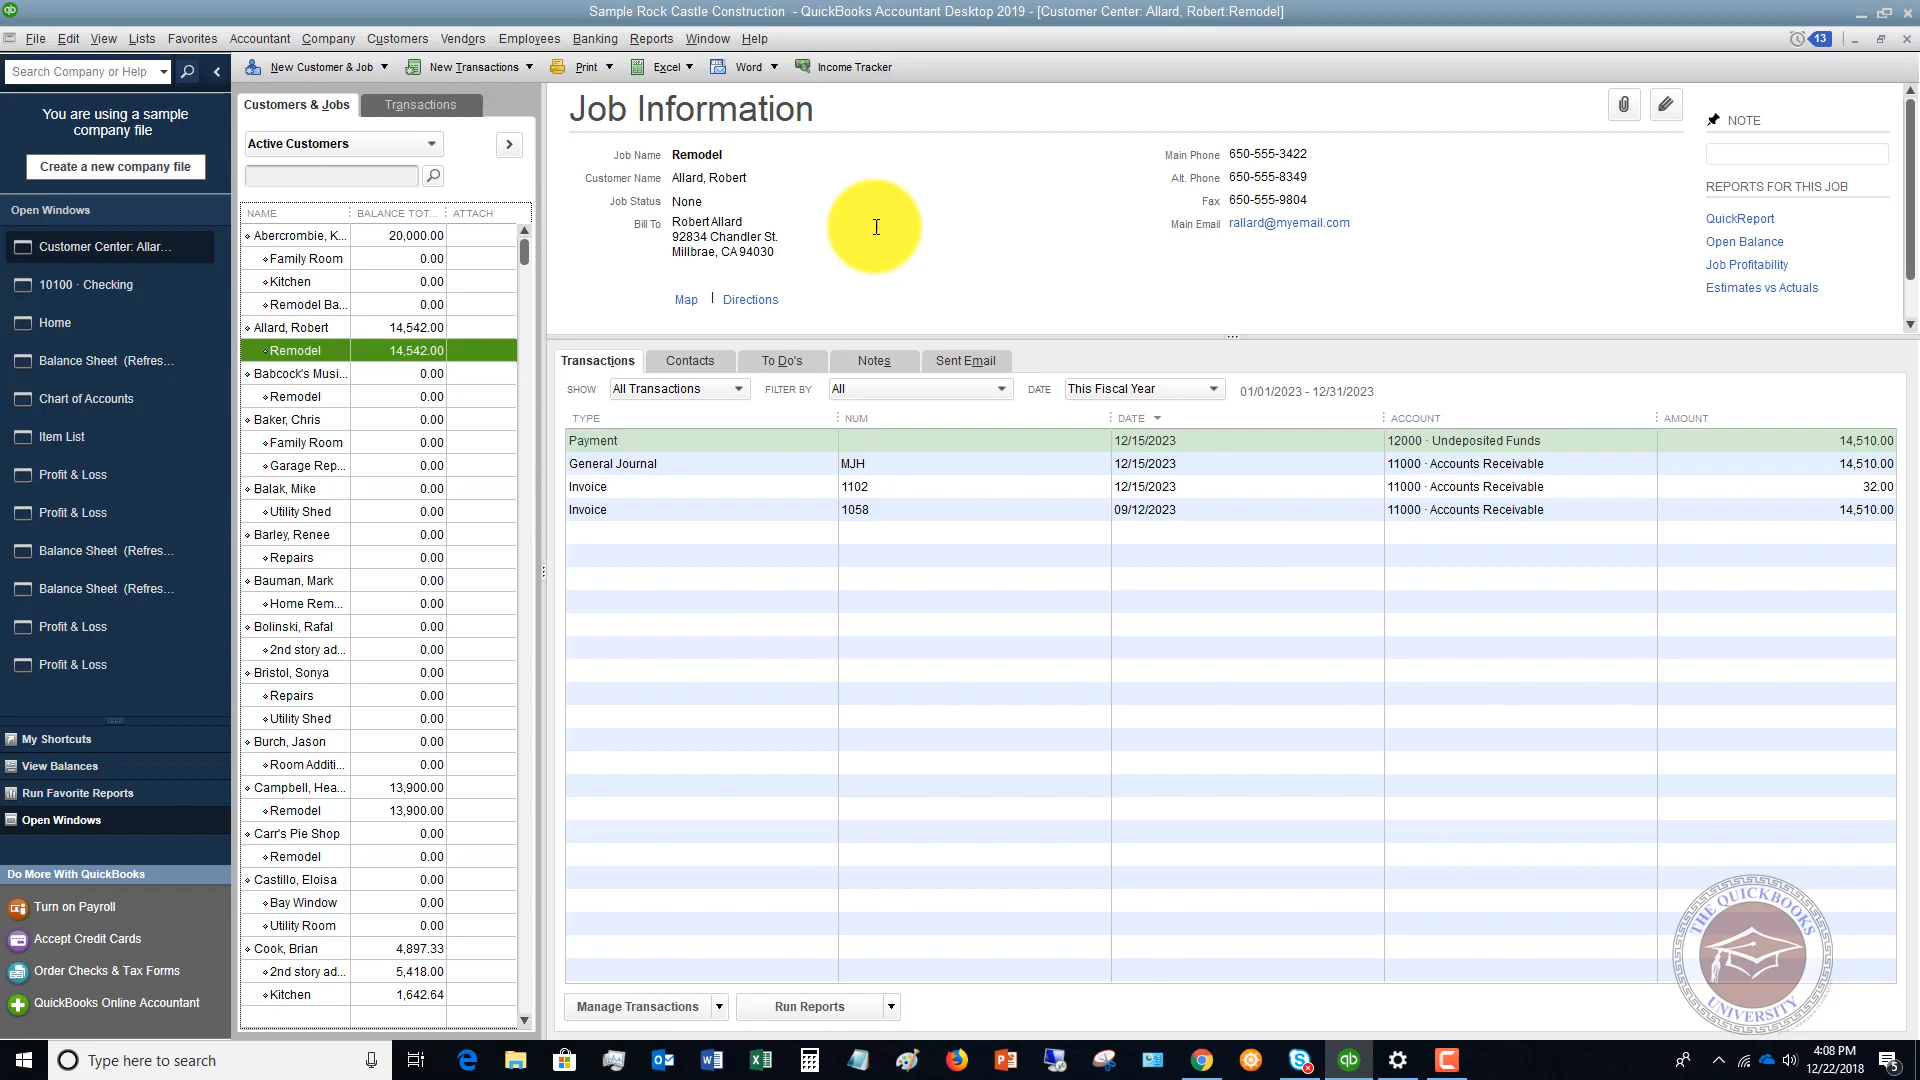 Sample Rock Castle Construction - QuickBooks Accountant Desktop 2019 - [Customer Center: Allard, Robert:Remodel]
File Edit View Lists Favorites Accountant Company Customers Vendors Employees Banking Reports Window Help
13
Search Company or Help
New Customer & Job New Transactions Print Excel Word Income Tracker
You are using a sample
company file
Create a new company file
Open Windows
Customer Center: Allar...
10100 · Checking
Home
Balance Sheet (Refres...
Chart of Accounts
Item List
Profit & Loss
Profit & Loss
Balance Sheet (Refres...
Balance Sheet (Refres...
Profit & Loss
Profit & Loss
My Shortcuts
View Balances
Run Favorite Reports
Open Windows
Do More With QuickBooks
Turn on Payroll
Accept Credit Cards
Order Checks & Tax Forms
QuickBooks Online Accountant
Customers & Jobs Transactions
Active Customers
NAME BALANCE TOT... ATTACH
Abercrombie, K... 20,000.00
Family Room 0.00
Kitchen 0.00
Remodel Ba... 0.00
Allard, Robert 14,542.00
Remodel 14,542.00
Babcock's Musi... 0.00
Remodel 0.00
Baker, Chris 0.00
Family Room 0.00
Garage Rep... 0.00
Balak, Mike 0.00
Utility Shed 0.00
Barley, Renee 0.00
Repairs 0.00
Bauman, Mark 0.00
Home Rem... 0.00
Bolinski, Rafal 0.00
2nd story ad... 0.00
Bristol, Sonya 0.00
Repairs 0.00
Utility Shed 0.00
Burch, Jason 0.00
Room Additi... 0.00
Campbell, Hea... 13,900.00
Remodel 13,900.00
Carr's Pie Shop 0.00
Remodel 0.00
Castillo, Eloisa 0.00
Bay Window 0.00
Utility Room 0.00
Cook, Brian 4,897.33
2nd story ad... 5,418.00
Kitchen 1,642.64
Job Information
Job Name Remodel
Customer Name Allard, Robert
Job Status None
Bill To Robert Allard
92834 Chandler St.
Millbrae, CA 94030
Map | Directions
Main Phone 650-555-3422
Alt. Phone 650-555-8349
Fax 650-555-9804
Main Email rallard@myemail.com
NOTE
REPORTS FOR THIS JOB
QuickReport
Open Balance
Job Profitability
Estimates vs Actuals
Transactions Contacts To Do's Notes Sent Email
SHOW All Transactions FILTER BY All DATE This Fiscal Year 01/01/2023 - 12/31/2023
TYPE NUM DATE ACCOUNT AMOUNT
Payment 12/15/2023 12000 · Undeposited Funds 14,510.00
General Journal MJH 12/15/2023 11000 · Accounts Receivable 14,510.00
Invoice 1102 12/15/2023 11000 · Accounts Receivable 32.00
Invoice 1058 09/12/2023 11000 · Accounts Receivable 14,510.00
Manage Transactions Run Reports
THE QUICKBOOKS
UNIVERSITY
Type here to search
4:08 PM
12/22/2018
5